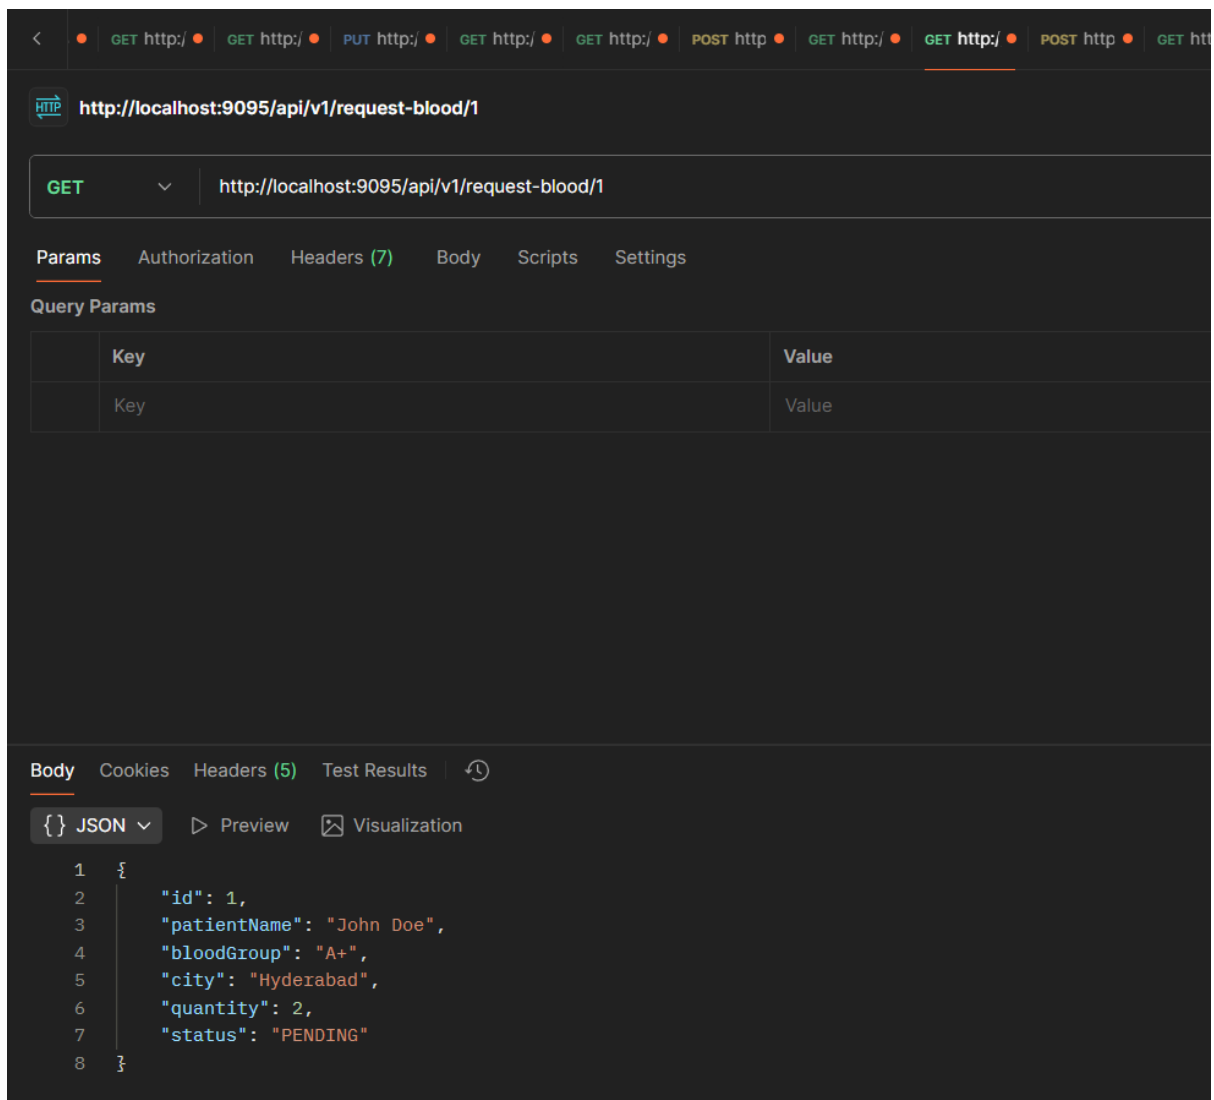 GET http:/ GET http:/ PUT http:/ GET http:/ GET http:/ POST http GET http:/ GET http:/ POST http GET htt
HTTP http://localhost:9095/api/v1/request-blood/1
GET http://localhost:9095/api/v1/request-blood/1
Params Authorization Headers (7) Body Scripts Settings
Query Params
Key Value
Key Value
Body Cookies Headers (5) Test Results
{} JSON Preview Visualization
1 {
2 "id": 1,
3 "patientName": "John Doe",
4 "bloodGroup": "A+",
5 "city": "Hyderabad",
6 "quantity": 2,
7 "status": "PENDING"
8 }